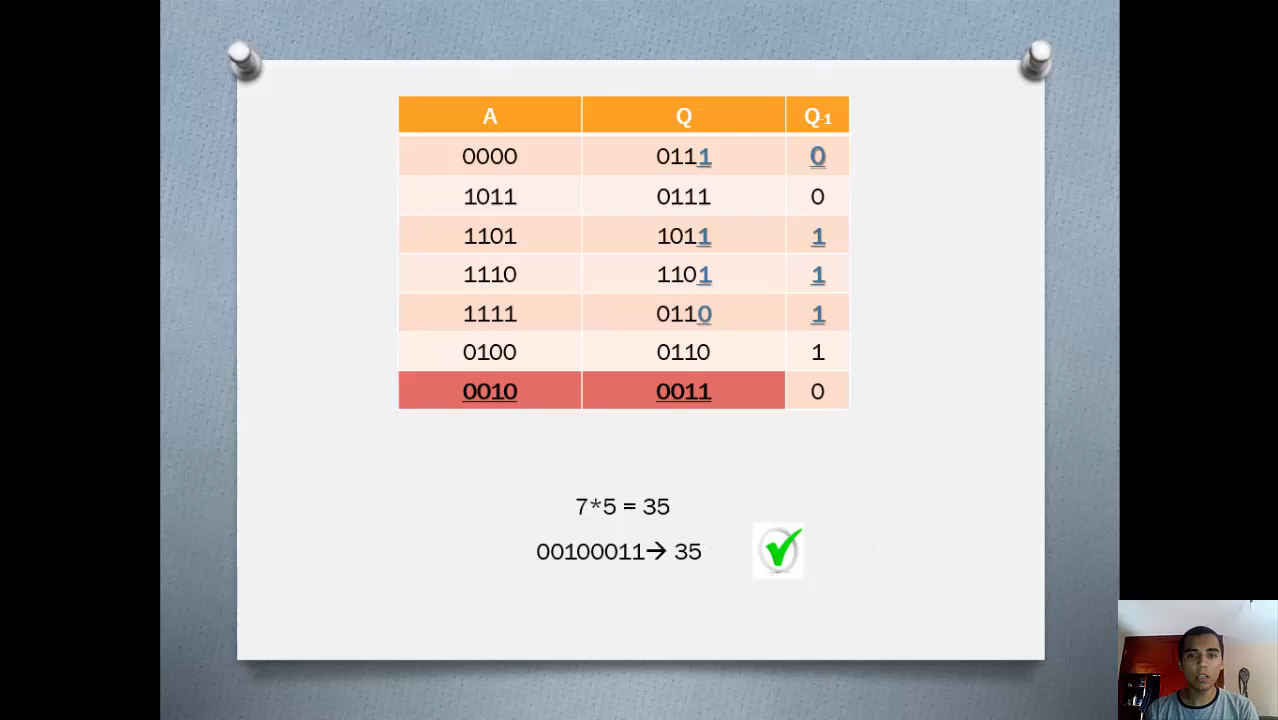 A Q Q-1
0000 0111 0
1011 0111 0
1101 1011 1
1110 1101 1
1111 0110 1
0100 0110 1
0010 0011 0
7*5 = 35
00100011→ 35